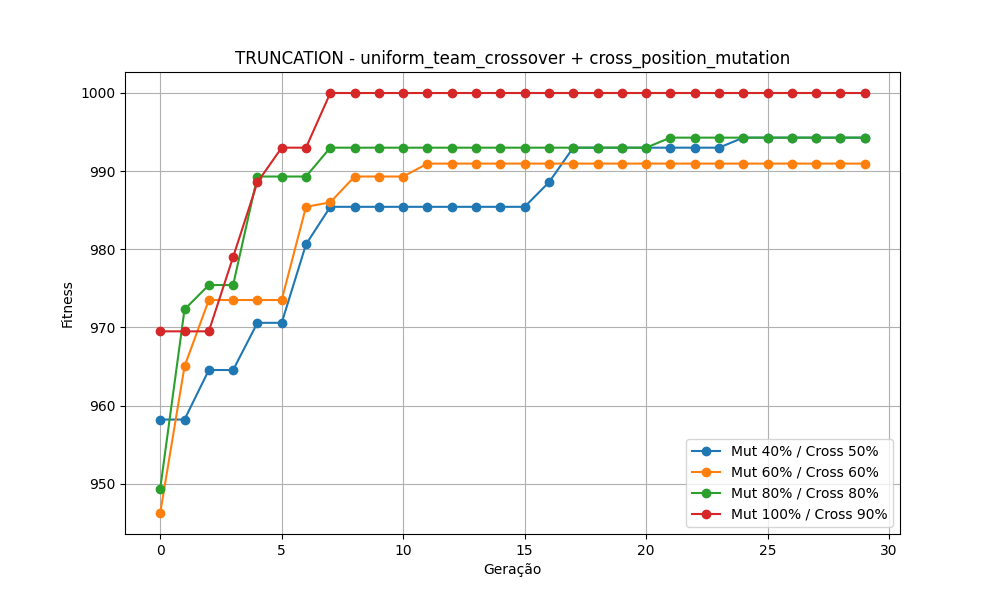 TRUNCATION - uniform_team_crossover + cross_position_mutation
1000
990
980
970
960
950
Fitness
0 5 10 15 20 25 30
Geração
Mut 40% / Cross 50%
Mut 60% / Cross 60%
Mut 80% / Cross 80%
Mut 100% / Cross 90%